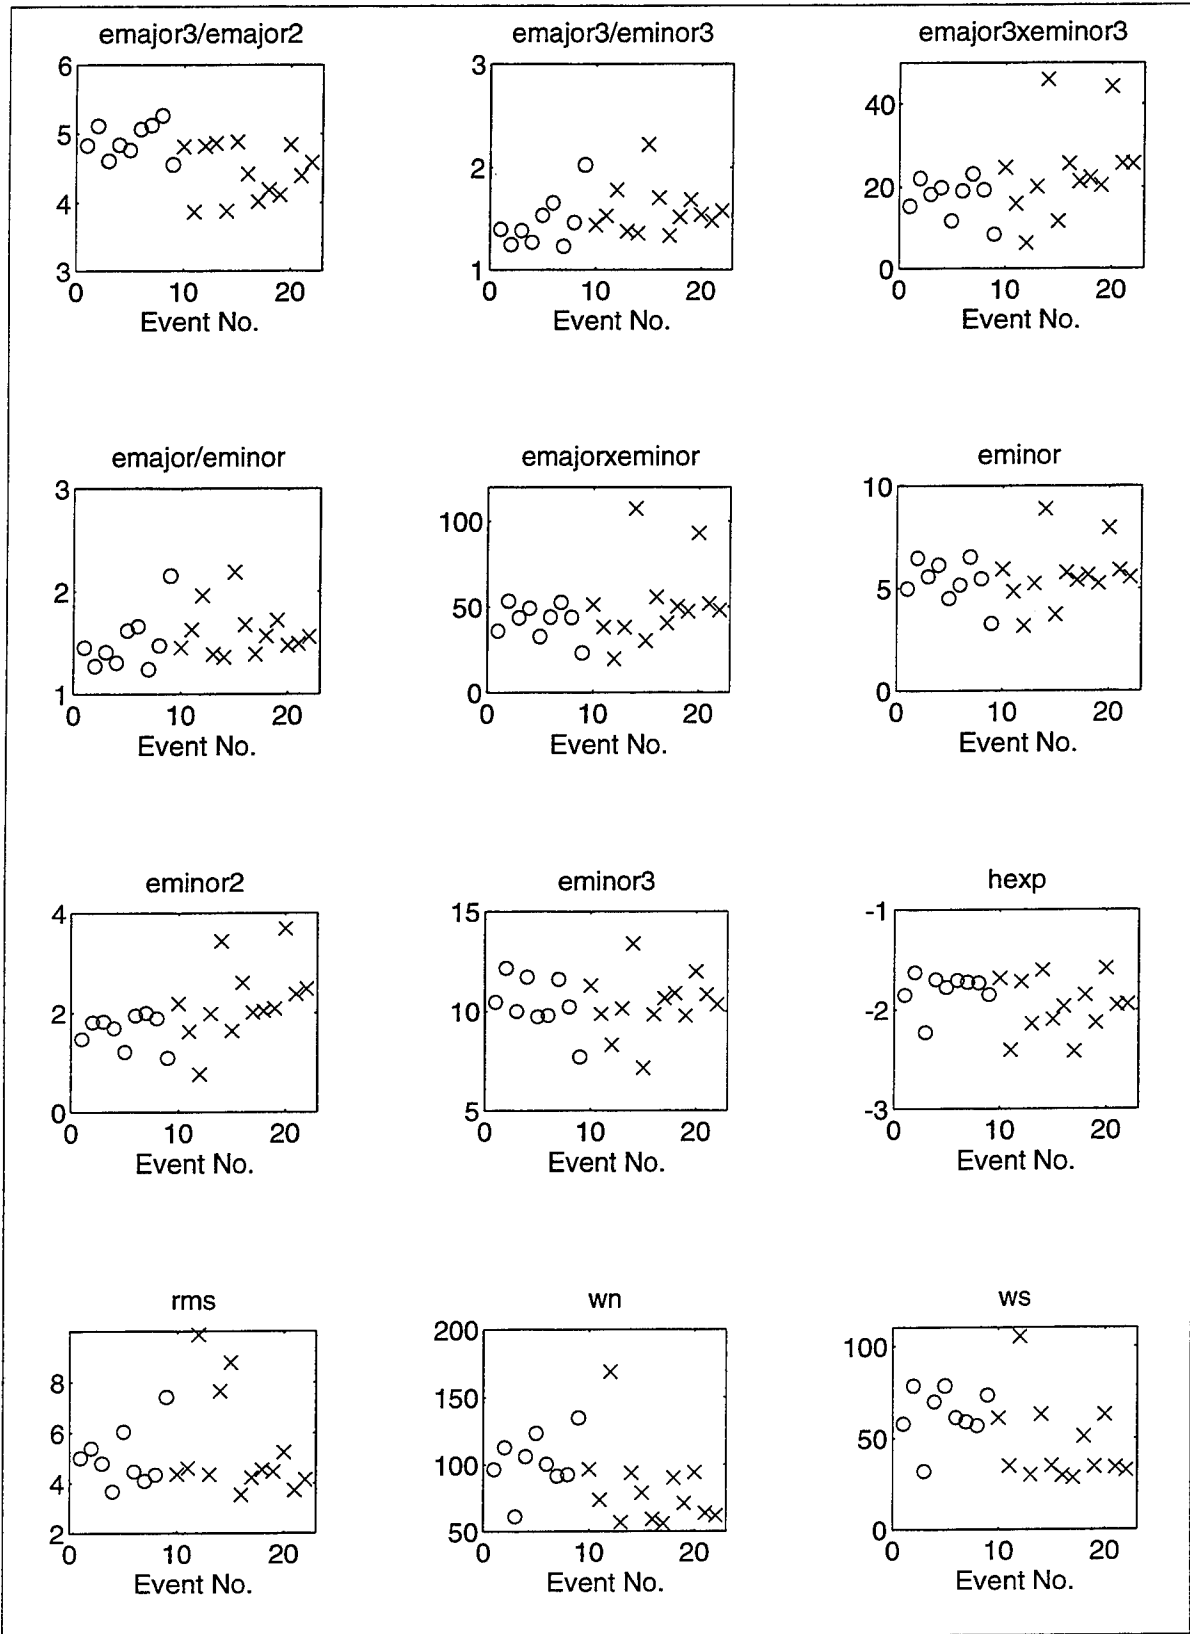 emajor3/emajor2
6
5
4
3
0 10 20
Event No.
emajor3/eminor3
3
2
1
0 10 20
Event No.
emajor3xeminor3
40
20
0
0 10 20
Event No.
emajor/eminor
3
2
1
0 10 20
Event No.
emajorxeminor
100
50
0
0 10 20
Event No.
eminor
10
5
0
0 10 20
Event No.
eminor2
4
2
0
0 10 20
Event No.
eminor3
15
10
5
0 10 20
Event No.
hexp
-1
-2
-3
0 10 20
Event No.
rms
8
6
4
2
0 10 20
Event No.
wn
200
150
100
50
0 10 20
Event No.
ws
100
50
0
0 10 20
Event No.